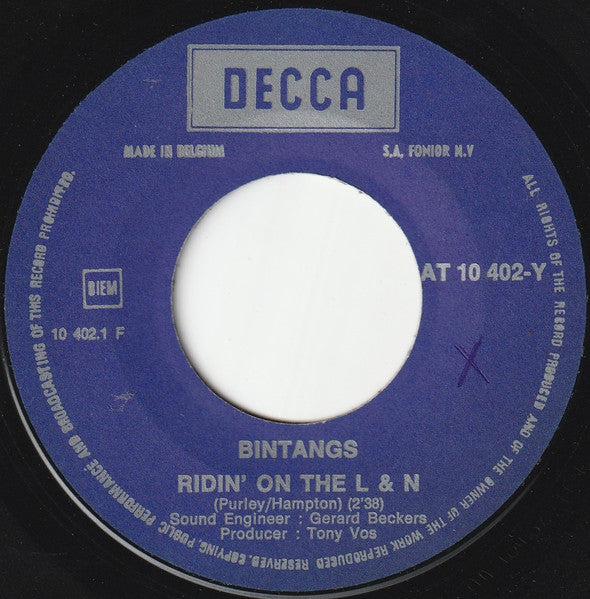 DECCA
MADE IN BELGIUM
S.A. FONIOR N.V
BIEM
AT 10 402-Y
10 402.1 F
X
BINTANGS
RIDIN' ON THE L & N
(Purley/Hampton) (2'38)
Sound Engineer : Gerard Beckers
Producer : Tony Vos
ALL RIGHTS OF THE RECORD PRODUCED AND OF THE OWNER OF THE WORK REPRODUCED RESERVED. COPYING, PUBLIC PERFORMANCE AND BROADCASTING OF THIS RECORD PROHIBITED.